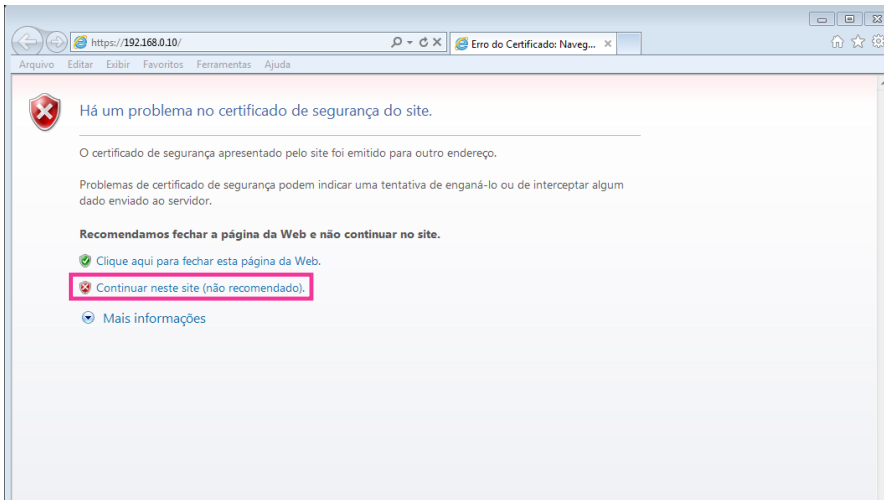 https://192.168.0.10/
Erro do Certificado: Naveg...
Arquivo Editar Exibir Favoritos Ferramentas Ajuda
Há um problema no certificado de segurança do site.
O certificado de segurança apresentado pelo site foi emitido para outro endereço.
Problemas de certificado de segurança podem indicar uma tentativa de enganá-lo ou de interceptar algum
dado enviado ao servidor.
Recomendamos fechar a página da Web e não continuar no site.
Clique aqui para fechar esta página da Web.
Continuar neste site (não recomendado).
Mais informações